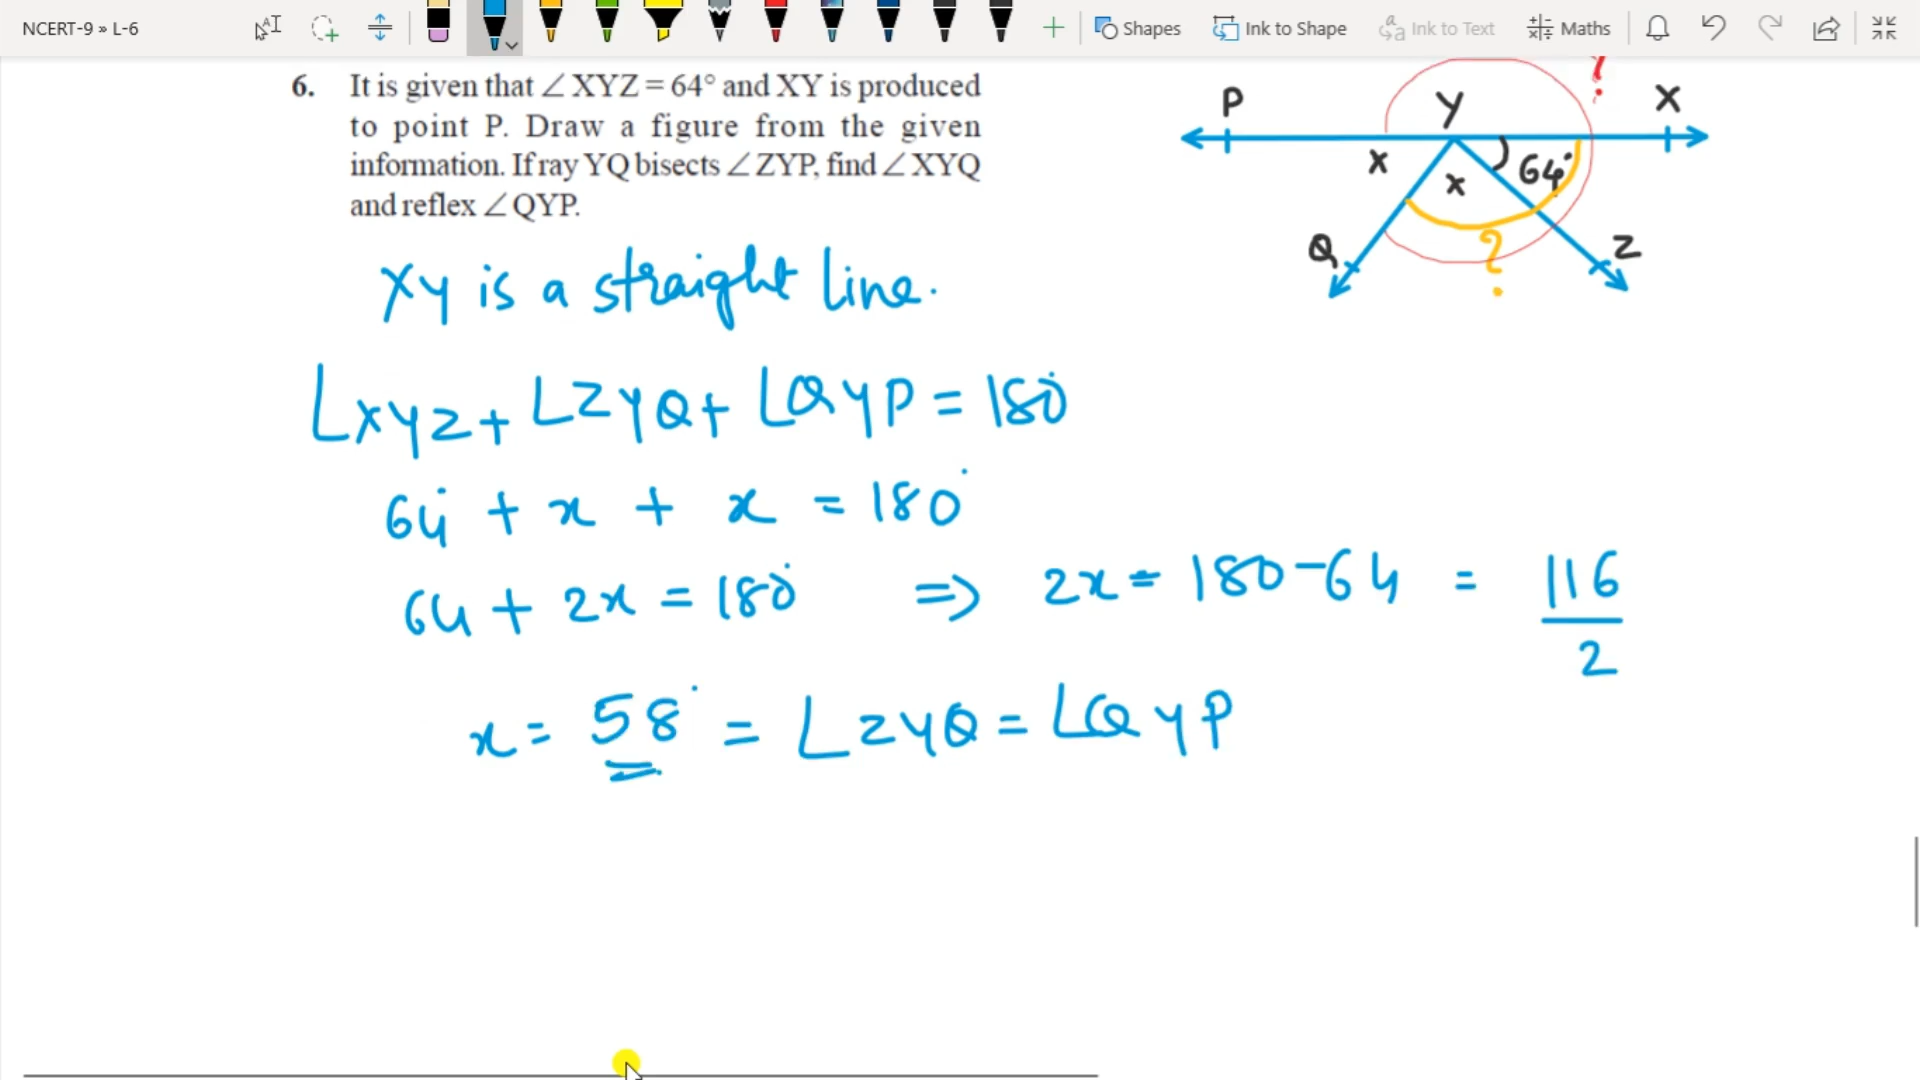 NCERT-9 » L-6
Shapes
Ink to Shape
Ink to Text
Maths
6. It is given that ∠XYZ = 64° and XY is produced
to point P. Draw a figure from the given
information. If ray YQ bisects ∠ZYP, find ∠XYQ
and reflex ∠QYP.
P Y X ?
x x 64°
Q ? Z
XY is a straight line.
∠XYZ + ∠ZYQ + ∠QYP = 180°
64° + x + x = 180°
64 + 2x = 180° ⇒ 2x = 180 - 64 = 116/2
x = 58° = ∠ZYQ = ∠QYP